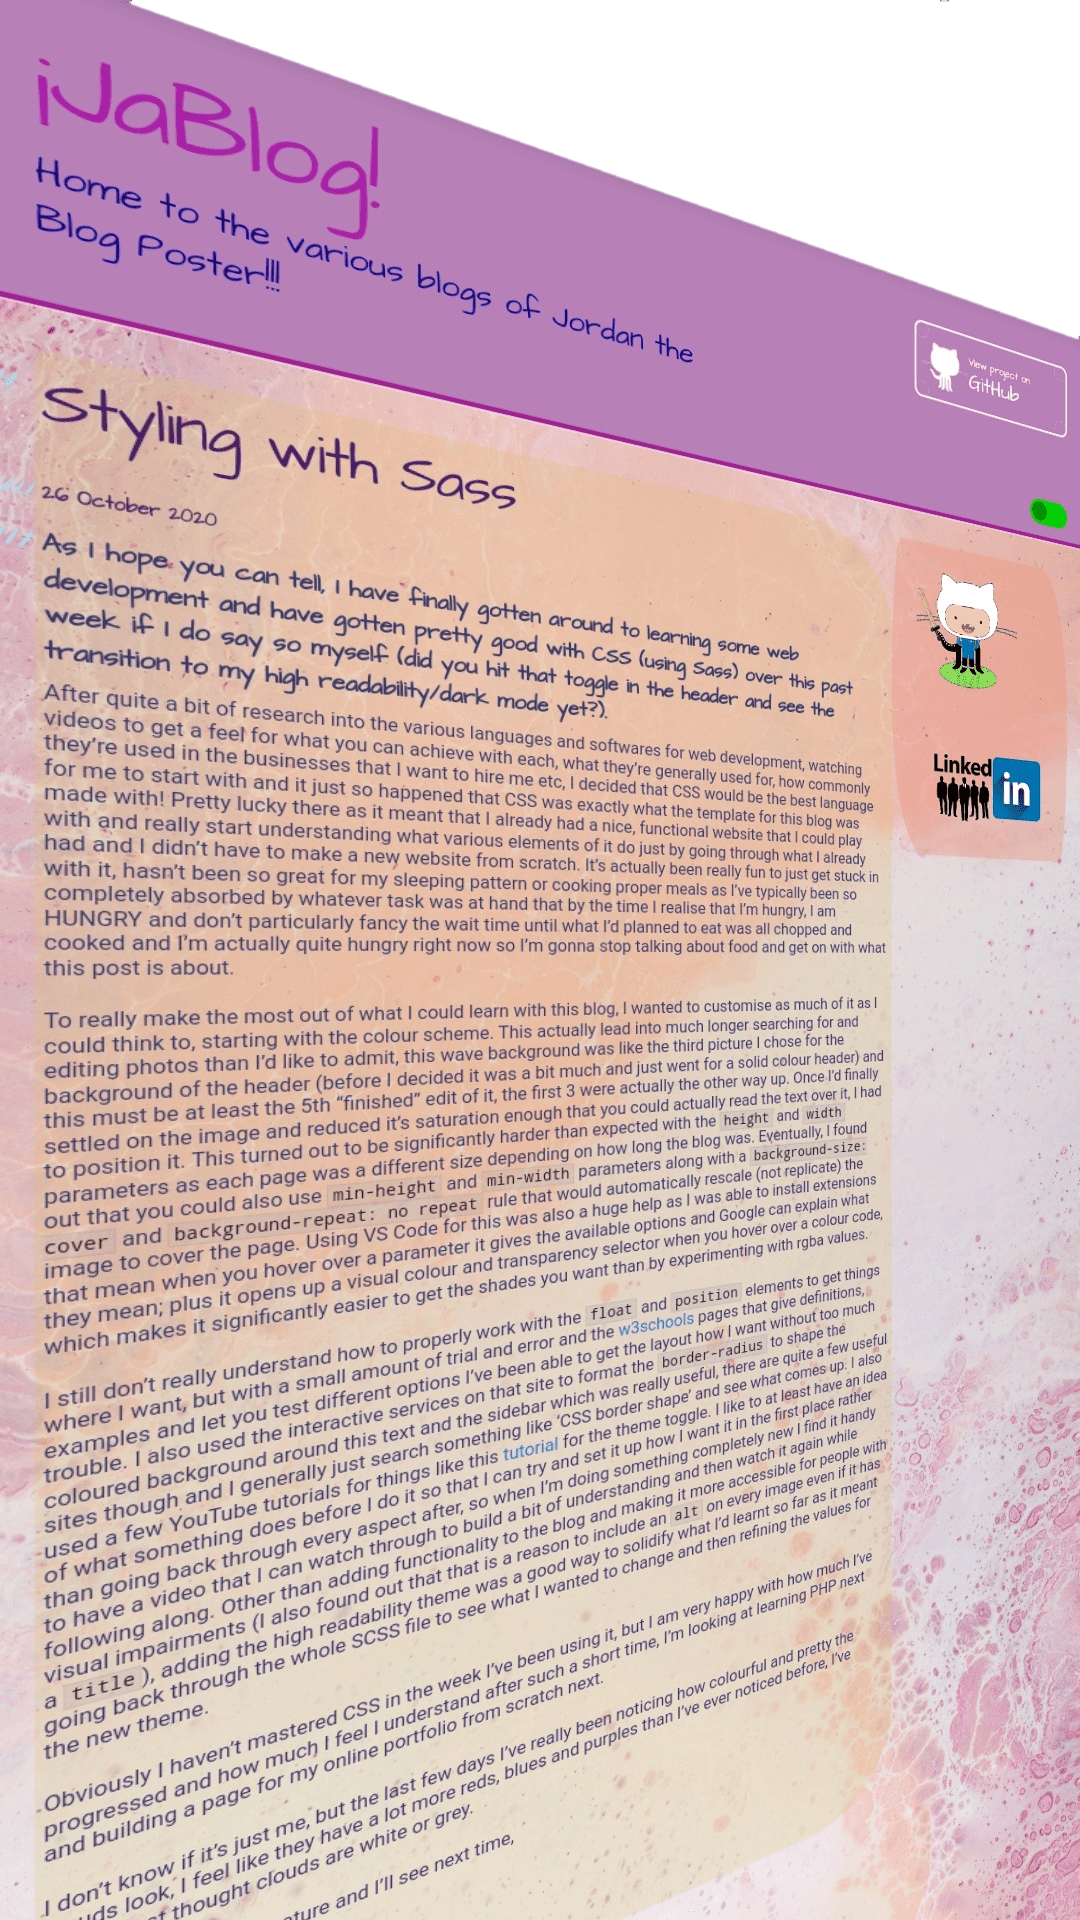 iJaBlog!
Home to the various blogs of Jordan the
Blog Poster!!!
View project on
GitHub
Styling with Sass
26 October 2020
As I hope you can tell, I have finally gotten around to learning some web
development and have gotten pretty good with CSS (using Sass) over this past
week if I do say so myself (did you hit that toggle in the header and see the
transition to my high readability/dark mode yet?).
After quite a bit of research into the various languages and softwares for web development, watching
videos to get a feel for what you can achieve with each, what they're generally used for, how commonly
they're used in the businesses that I want to hire me etc, I decided that CSS would be the best language
for me to start with and it just so happened that CSS was exactly what the template for this blog was
made with! Pretty lucky there as it meant that I already had a nice, functional website that I could play
with and really start understanding what various elements of it do just by going through what I already
had and I didn't have to make a new website from scratch. It's actually been really fun to just get stuck in
with it, hasn't been so great for my sleeping pattern or cooking proper meals as I've typically been so
completely absorbed by whatever task was at hand that by the time I realise that I'm hungry, I am
HUNGRY and don't particularly fancy the wait time until what I'd planned to eat was all chopped and
cooked and I'm actually quite hungry right now so I'm gonna stop talking about food and get on with what
this post is about.
Linked in
To really make the most out of what I could learn with this blog, I wanted to customise as much of it as I
could think to, starting with the colour scheme. This actually lead into much longer searching for and
editing photos than I'd like to admit, this wave background was like the third picture I chose for the
background of the header (before I decided it was a bit much and just went for a solid colour header) and
this must be at least the 5th “finished” edit of it, the first 3 were actually the other way up. Once I'd finally
settled on the image and reduced it's saturation enough that you could actually read the text over it, I had
to position it. This turned out to be significantly harder than expected with the height and width
parameters as each page was a different size depending on how long the blog was. Eventually, I found
out that you could also use min-height and min-width parameters along with a background-size:
cover and background-repeat: no repeat rule that would automatically rescale (not replicate) the
image to cover the page. Using VS Code for this was also a huge help as I was able to install extensions
that mean when you hover over a parameter it gives the available options and Google can explain what
they mean; plus it opens up a visual colour and transparency selector when you hover over a colour code,
which makes it significantly easier to get the shades you want than by experimenting with rgba values.
I still don't really understand how to properly work with the float and position elements to get things
where I want, but with a small amount of trial and error and the w3schools pages that give definitions,
examples and let you test different options I've been able to get the layout how I want without too much
trouble. I also used the interactive services on that site to format the border-radius to shape the
coloured background around this text and the sidebar which was really useful, there are quite a few useful
sites though and I generally just search something like ‘CSS border shape’ and see what comes up. I also
used a few YouTube tutorials for things like this tutorial for the theme toggle. I like to at least have an idea
of what something does before I do it so that I can try and set it up how I want it in the first place rather
than going back through every aspect after, so when I'm doing something completely new I find it handy
to have a video that I can watch through to build a bit of understanding and then watch it again while
following along. Other than adding functionality to the blog and making it more accessible for people with
visual impairments (I also found out that that is a reason to include an alt on every image even if it has
a title), adding the high readability theme was a good way to solidify what I'd learnt so far as it meant
going back through the whole SCSS file to see what I wanted to change and then refining the values for
the new theme.
Obviously I haven't mastered CSS in the week I've been using it, but I am very happy with how much I've
progressed and how much I feel I understand after such a short time, I'm looking at learning PHP next
and building a page for my online portfolio from scratch next.
I don't know if it's just me, but the last few days I've really been noticing how colourful and pretty the
look, I feel like they have a lot more reds, blues and purples than I've ever noticed before, I've
thought clouds are white or grey.
and I'll see next time,